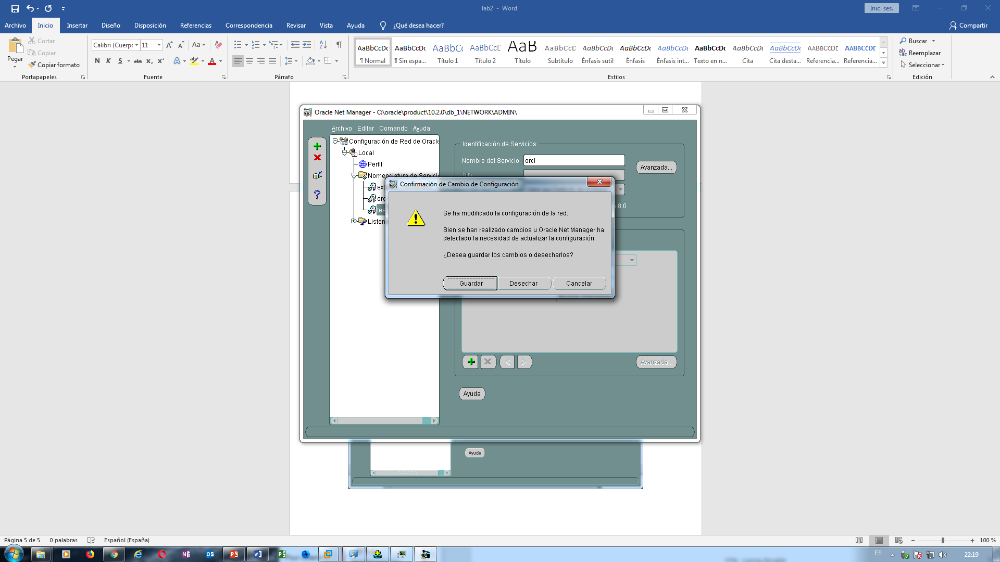 lab2 - Word
Inic. ses.
Archivo Inicio Insertar Diseño Disposición Referencias Correspondencia Revisar Vista Ayuda ¿Qué desea hacer? Compartir
Pegar
Cortar
Copiar
Copiar formato
Portapapeles
Calibri (Cuerpo 11
Aa
N K S abc x₂ x²
A A
Fuente
Párrafo
AaBbCcDc AaBbCcDc AaBbCc AaBbCcD AaB AaBbCcD AaBbCcDc AaBbCcDc AaBbCcDc AaBbCcDc AaBbCcDc AaBbCcDc AABBCCDE AABBCCDE
¶ Normal ¶ Sin espa... Título 1 Título 2 Título Subtítulo Énfasis sutil Énfasis Énfasis int... Texto en n... Cita Cita desta... Referencia... Referencia...
Estilos
Buscar
Reemplazar
Seleccionar
Edición
Oracle Net Manager - C:\oracle\product\10.2.0\db_1\NETWORK\ADMIN\
Archivo Editar Comando Ayuda
Configuración de Red de Oracle
Local
Perfil
Nomenclatura de Servici
ext
orc
tes
Listen
Identificación de Servicios
Nombre del Servicio: orcl
SID:
Avanzada...
8.0
Confirmación de Cambio de Configuración
Se ha modificado la configuración de la red.
Bien se han realizado cambios u Oracle Net Manager ha
detectado la necesidad de actualizar la configuración.
¿Desea guardar los cambios o desecharlos?
Guardar Desechar Cancelar
Avanzada...
Ayuda
Ayuda
Página 5 de 5 0 palabras Español (España)
100 %
ES
22:19